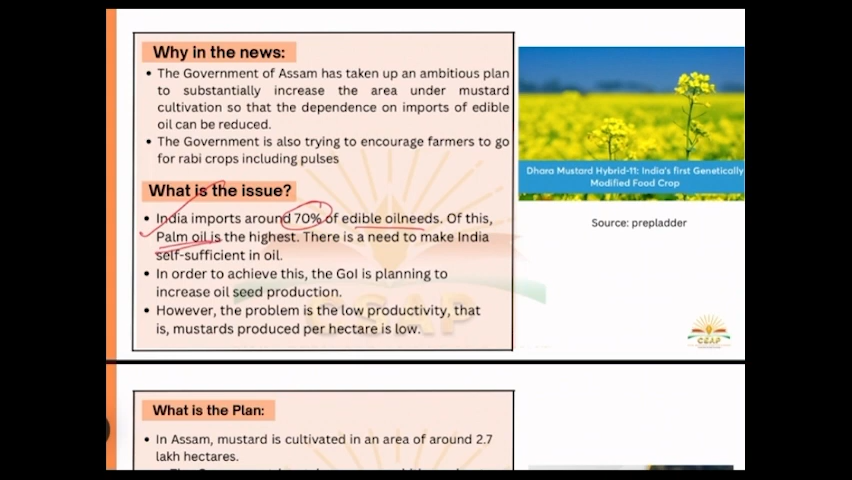 Why in the news:
• The Government of Assam has taken up an ambitious plan
to substantially increase the area under mustard
cultivation so that the dependence on imports of edible
oil can be reduced.
• The Government is also trying to encourage farmers to go
for rabi crops including pulses
What is the issue?
• India imports around 70% of edible oilneeds. Of this,
Palm oil is the highest. There is a need to make India
self-sufficient in oil.
• In order to achieve this, the GoI is planning to
increase oil seed production.
• However, the problem is the low productivity, that
is, mustards produced per hectare is low.
CSAP
Dhara Mustard Hybrid-11: India's first Genetically
Modified Food Crop
Source: prepladder
CSAP
What is the Plan:
• In Assam, mustard is cultivated in an area of around 2.7
lakh hectares.